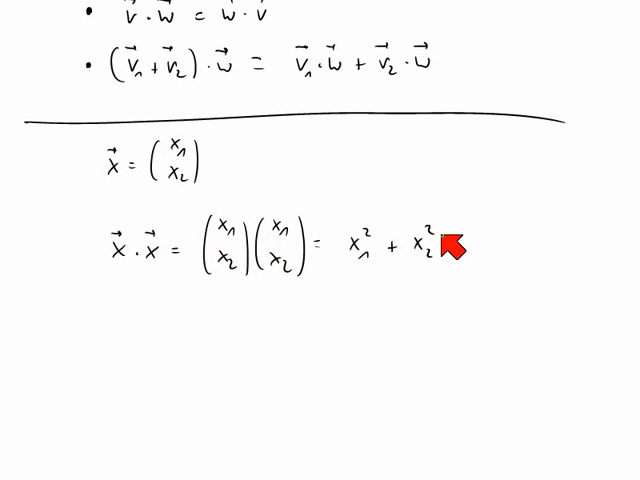 • v⃗ · w⃗ = w⃗ · v⃗
• (v⃗₁ + v⃗₂) · w⃗ = v⃗₁ · w⃗ + v⃗₂ · w⃗
x⃗ = (x₁ x₂)
x⃗ · x⃗ = (x₁ x₂) (x₁ x₂) = x₁² + x₂²